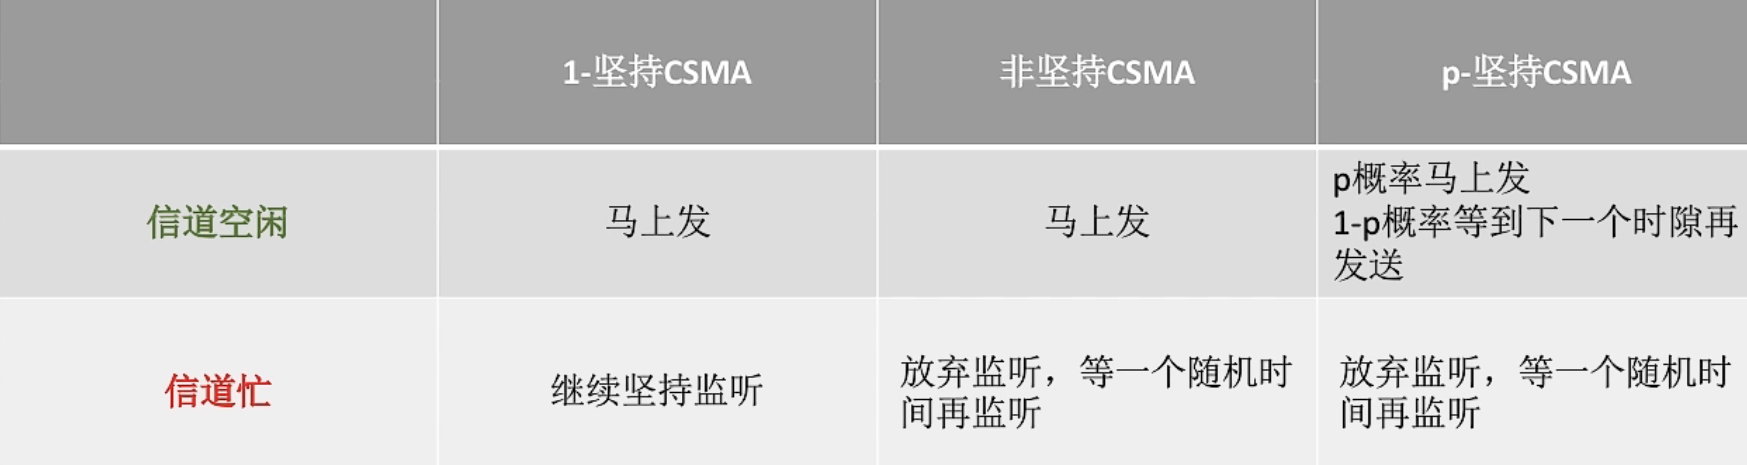 1-坚持CSMA
非坚持CSMA
p-坚持CSMA
信道空闲
马上发
马上发
p概率马上发
1-p概率等到下一个时隙再
发送
信道忙
继续坚持监听
放弃监听，等一个随机时
间再监听
放弃监听，等一个随机时
间再监听